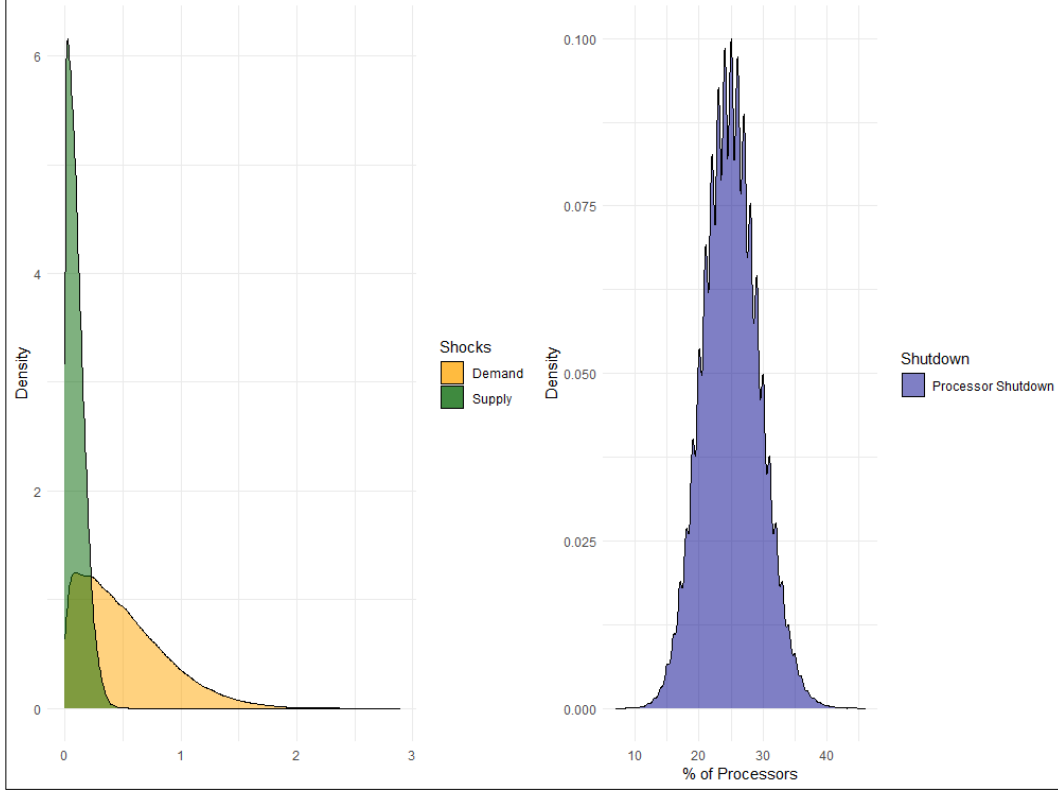 Density
6
4
2
0
0
1
2
3
Shocks
Demand
Supply
Density
0.100
0.075
0.050
0.025
0.000
10
20
30
40
% of Processors
Shutdown
Processor Shutdown